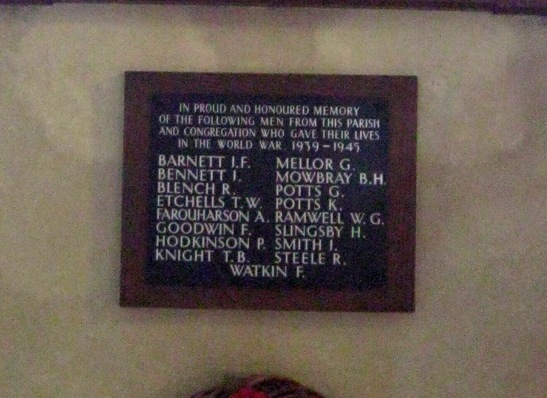 IN PROUD AND HONOURED MEMORY
OF THE FOLLOWING MEN FROM THIS PARISH
AND CONGREGATION WHO GAVE THEIR LIVES
IN THE WORLD WAR 1939-1945
BARNETT J.F. MELLOR G.
BENNETT J. MOWBRAY B.H.
BLENCH R. POTTS G.
ETCHELLS T.W. POTTS K.
FARQUHARSON A. RAMWELL W.G.
GOODWIN F. SLINGSBY H.
HODKINSON P. SMITH J.
KNIGHT T.B. STEELE R.
WATKIN F.